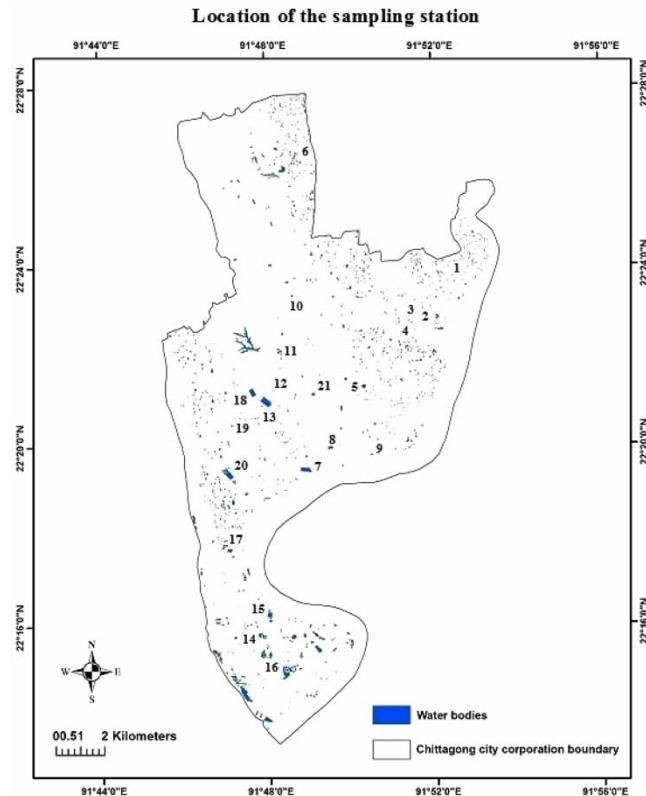 Location of the sampling station
91°44'0"E 91°48'0"E 91°52'0"E 91°56'0"E
22°28'0"N 22°28'0"N
6
22°24'0"N 22°24'0"N
1
10 3 2
4
11
12 21 5
18 13
19
8 9
22°20'0"N 22°20'0"N
20 7
17
15
22°16'0"N 22°16'0"N
14
16
N
W E
S
Water bodies
00.51 2 Kilometers
Chittagong city corporation boundary
91°44'0"E 91°48'0"E 91°52'0"E 91°56'0"E